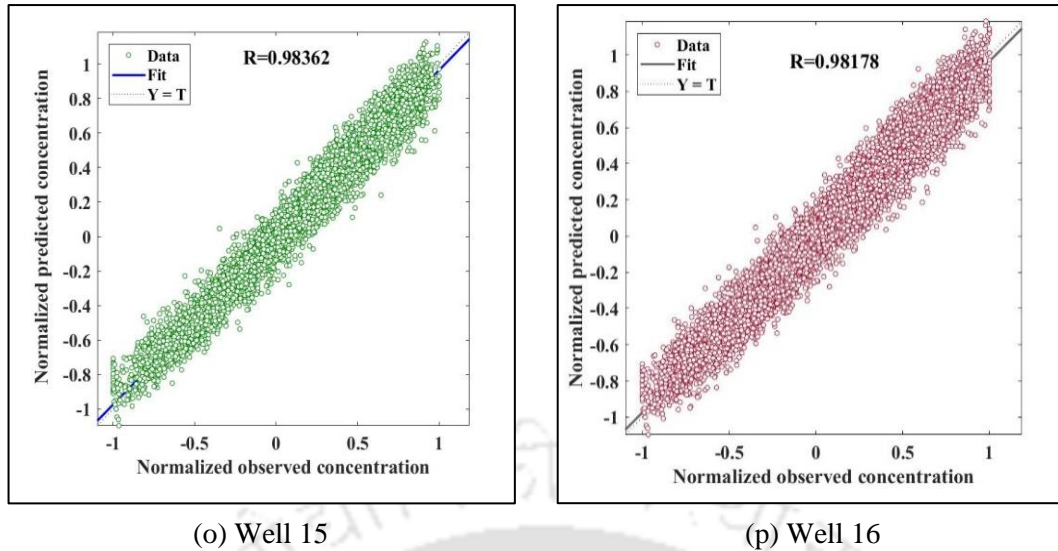 Data
Fit
Y = T
R=0.98362
1
0.8
0.6
0.4
0.2
0
-0.2
-0.4
-0.6
-0.8
-1
-1 -0.5 0 0.5 1
Normalized predicted concentration
Normalized observed concentration
(o) Well 15
Data
Fit
Y = T
R=0.98178
1
0.8
0.6
0.4
0.2
0
-0.2
-0.4
-0.6
-0.8
-1
-1 -0.5 0 0.5 1
Normalized predicted concentration
Normalized observed concentration
(p) Well 16